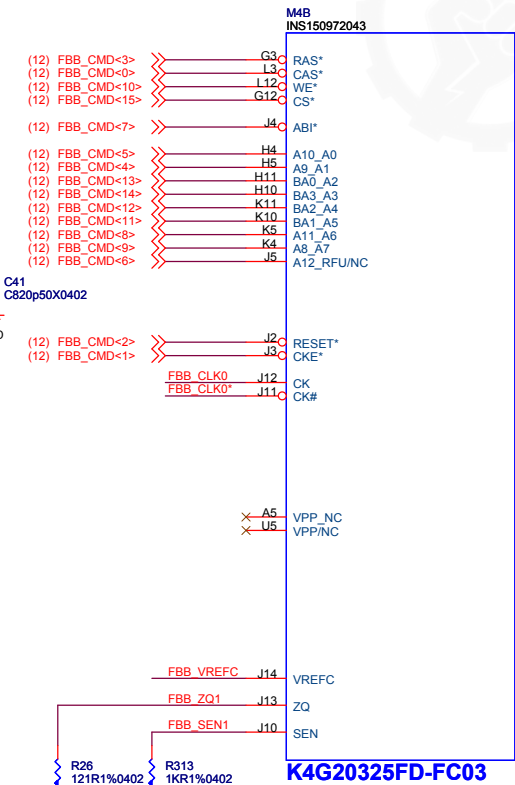 M4B
INS150972043
(12) FBB_CMD<3> G3 RAS*
(12) FBB_CMD<0> L3 CAS*
(12) FBB_CMD<10> L12 WE*
(12) FBB_CMD<15> G12 CS*
(12) FBB_CMD<7> J4 ABI*
(12) FBB_CMD<5> H4 A10_A0
(12) FBB_CMD<4> H5 A9_A1
(12) FBB_CMD<13> H11 BA0_A2
(12) FBB_CMD<14> H10 BA3_A3
(12) FBB_CMD<12> K11 BA2_A4
(12) FBB_CMD<11> K10 BA1_A5
(12) FBB_CMD<8> K5 A11_A6
(12) FBB_CMD<9> K4 A8_A7
(12) FBB_CMD<6> J5 A12_RFU/NC
C41
C820p50X0402
(12) FBB_CMD<2> J2 RESET*
(12) FBB_CMD<1> J3 CKE*
FBB_CLK0 J12 CK
FBB_CLK0* J11 CK#
A5 VPP_NC
U5 VPP/NC
FBB_VREFC J14 VREFC
FBB_ZQ1 J13 ZQ
FBB_SEN1 J10 SEN
R26 R313
121R1%0402 1KR1%0402
K4G20325FD-FC03